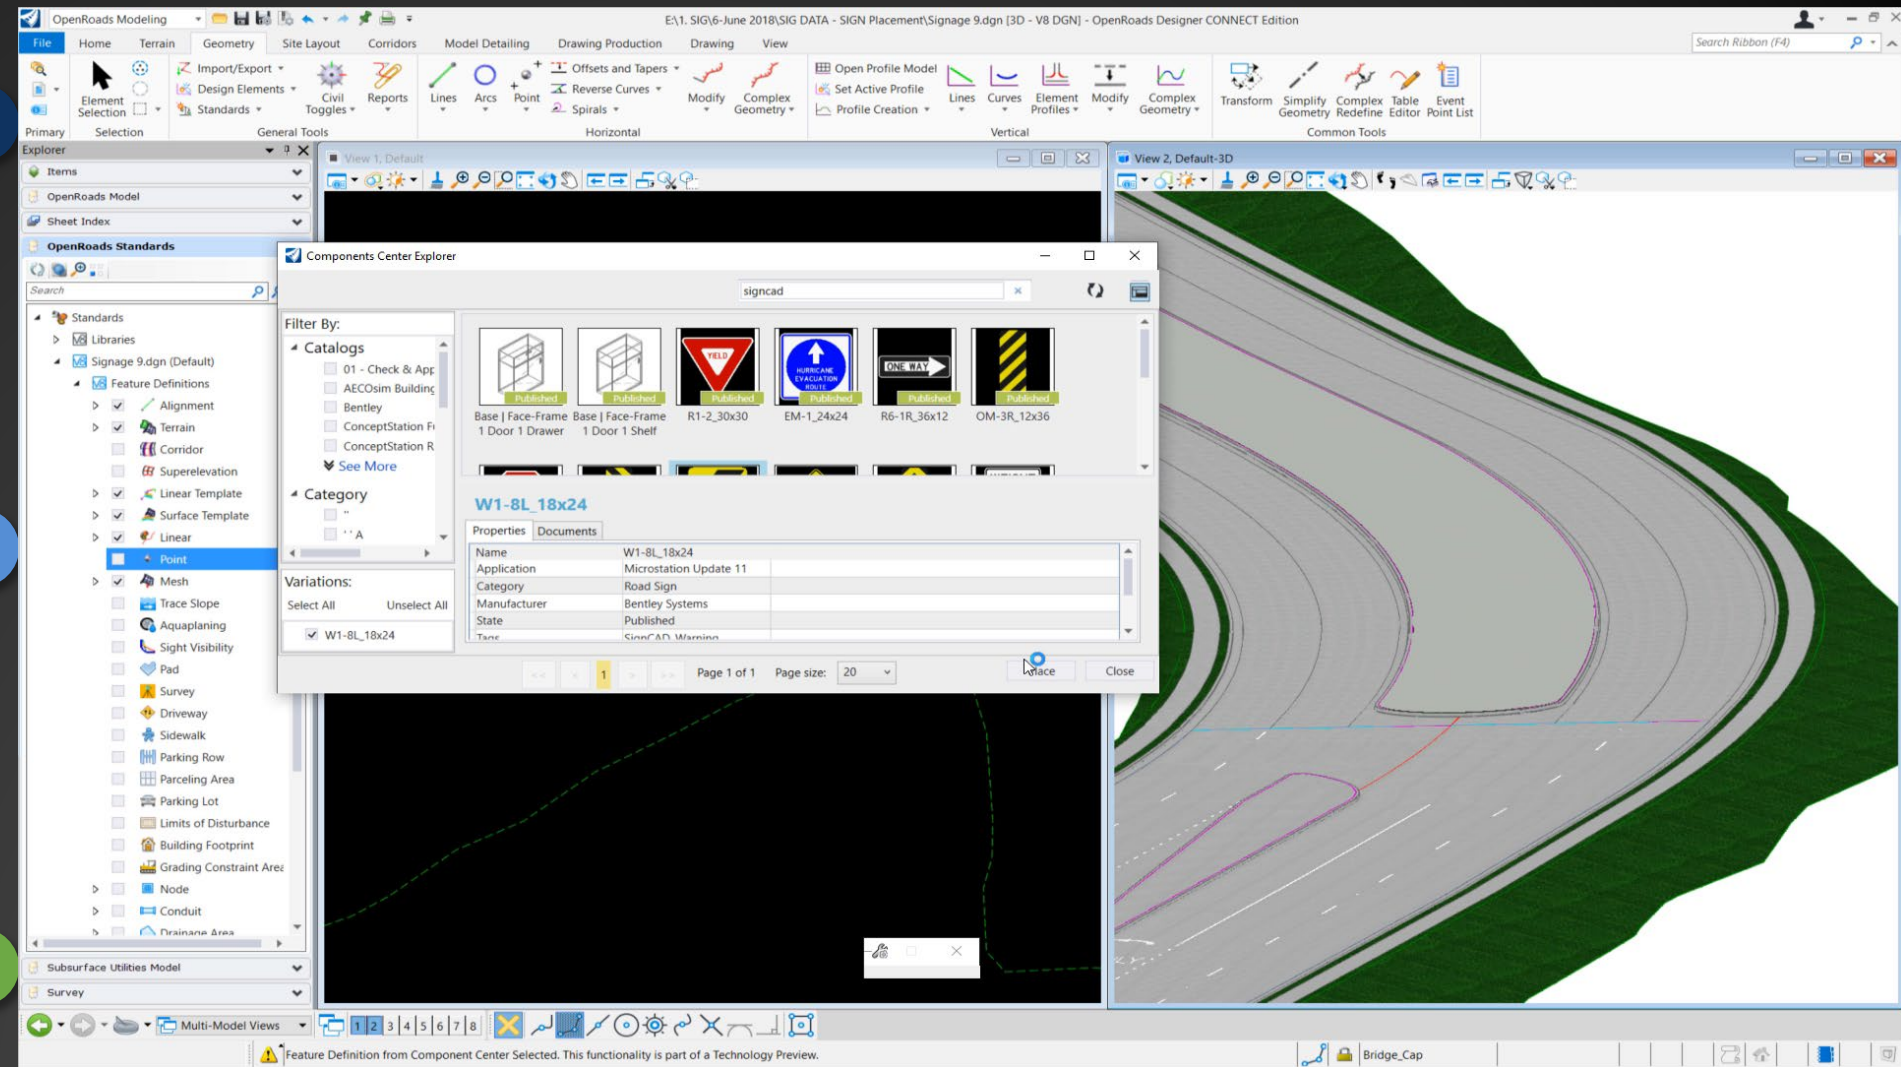 OpenRoads Modeling
E:\1. SIG\6-June 2018\SIG DATA - SIGN Placement\Signage 9.dgn [3D - V8 DGN] - OpenRoads Designer CONNECT Edition
File Home Terrain Geometry Site Layout Corridors Model Detailing Drawing Production Drawing View
Search Ribbon (F4)
Element Selection
Import/Export
Design Elements
Standards
Civil Toggles
Reports
Lines
Arcs
Point
Offsets and Tapers
Reverse Curves
Spirals
Modify
Complex Geometry
Open Profile Model
Set Active Profile
Profile Creation
Lines
Curves
Element Profiles
Modify
Complex Geometry
Transform
Simplify Geometry
Complex Redefine
Table Editor
Event Point List
Primary Selection General Tools Horizontal Vertical Common Tools
Explorer
Items
OpenRoads Model
Sheet Index
OpenRoads Standards
Search
Standards
Libraries
Signage 9.dgn (Default)
Feature Definitions
Alignment
Terrain
Corridor
Superelevation
Linear Template
Surface Template
Linear
Point
Mesh
Trace Slope
Aquaplaning
Sight Visibility
Pad
Survey
Driveway
Sidewalk
Parking Row
Parceling Area
Parking Lot
Limits of Disturbance
Building Footprint
Grading Constraint Area
Node
Conduit
Drainage Area
Subsurface Utilities Model
Survey
View 1, Default
View 2, Default-3D
Components Center Explorer
signcad
Filter By:
Catalogs
01 - Check & App
AECOsim Building
Bentley
ConceptStation F
ConceptStation R
See More
Category
''
' ' A
Variations:
Select All Unselect All
W1-8L_18x24
YIELD
HURRICANE
EVACUATION
ROUTE
ONE WAY
Published Published Published Published Published Published
Base | Face-Frame 1 Door 1 Drawer
Base | Face-Frame 1 Door 1 Shelf
R1-2_30x30
EM-1_24x24
R6-1R_36x12
OM-3R_12x36
W1-8L_18x24
Properties Documents
Name W1-8L_18x24
Application Microstation Update 11
Category Road Sign
Manufacturer Bentley Systems
State Published
Tags SignCAD, Warning
1 Page 1 of 1 Page size: 20
Place Close
Multi-Model Views
1 2 3 4 5 6 7 8
Feature Definition from Component Center Selected. This functionality is part of a Technology Preview.
Bridge_Cap